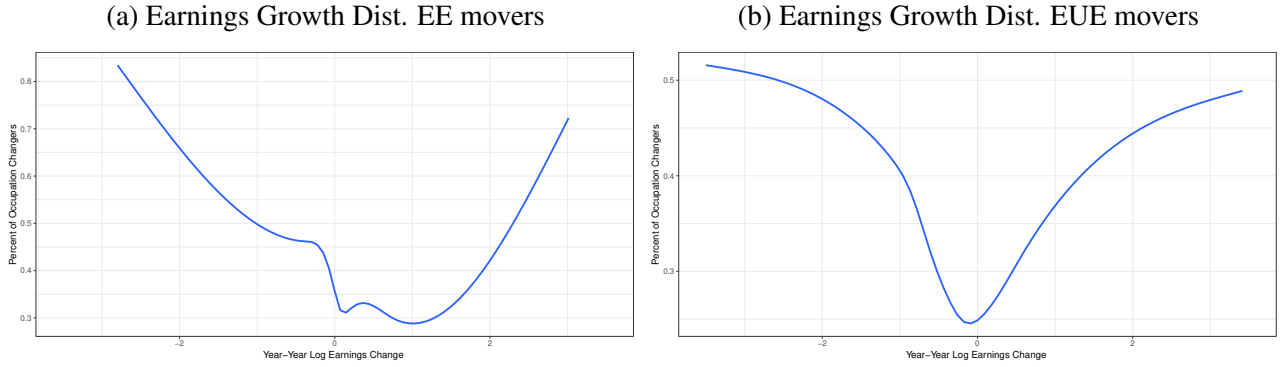 (a) Earnings Growth Dist. EE movers
Percent of Occupation Changers
0.8
0.7
0.6
0.5
0.4
0.3
−2
0
2
Year−Year Log Earnings Change
(b) Earnings Growth Dist. EUE movers
Percent of Occupation Changers
0.5
0.4
0.3
−2
0
2
Year−Year Log Earnings Change